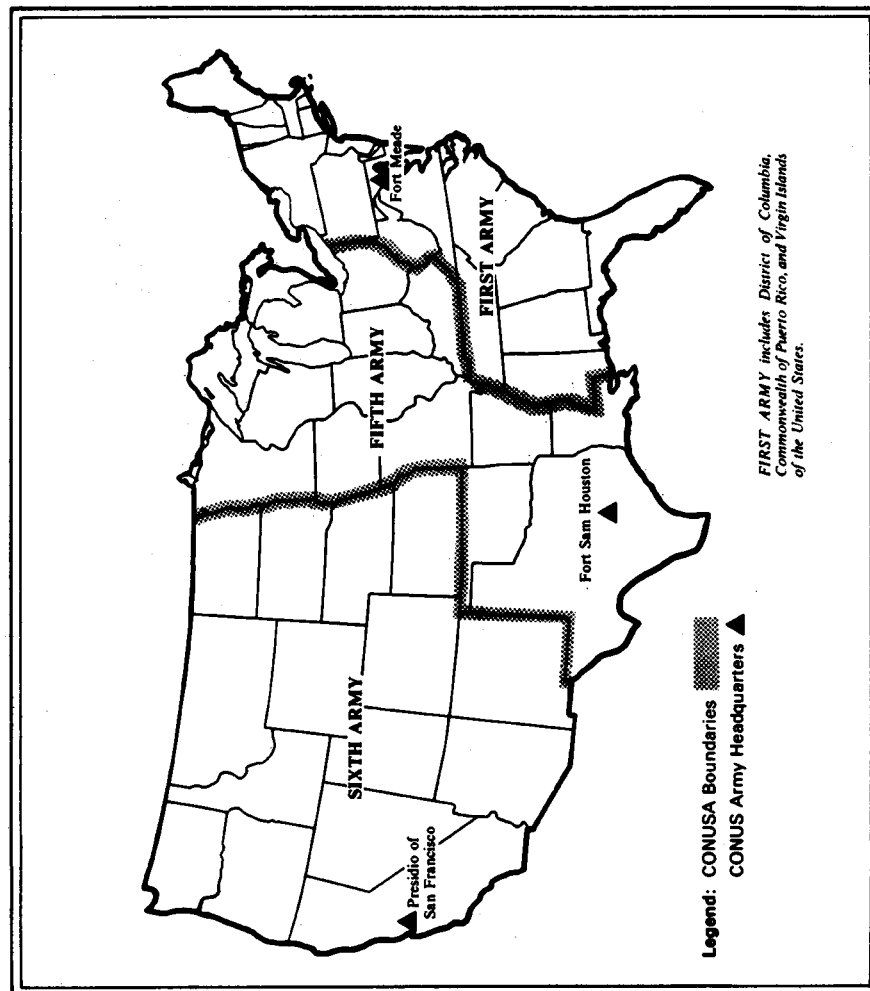 Fort Meade
FIRST ARMY
FIFTH ARMY
SIXTH ARMY
Fort Sam Houston
Presidio of
San Francisco
FIRST ARMY includes District of Columbia,
Commonwealth of Puerto Rico, and Virgin Islands
of the United States.
Legend: CONUSA Boundaries
CONUS Army Headquarters